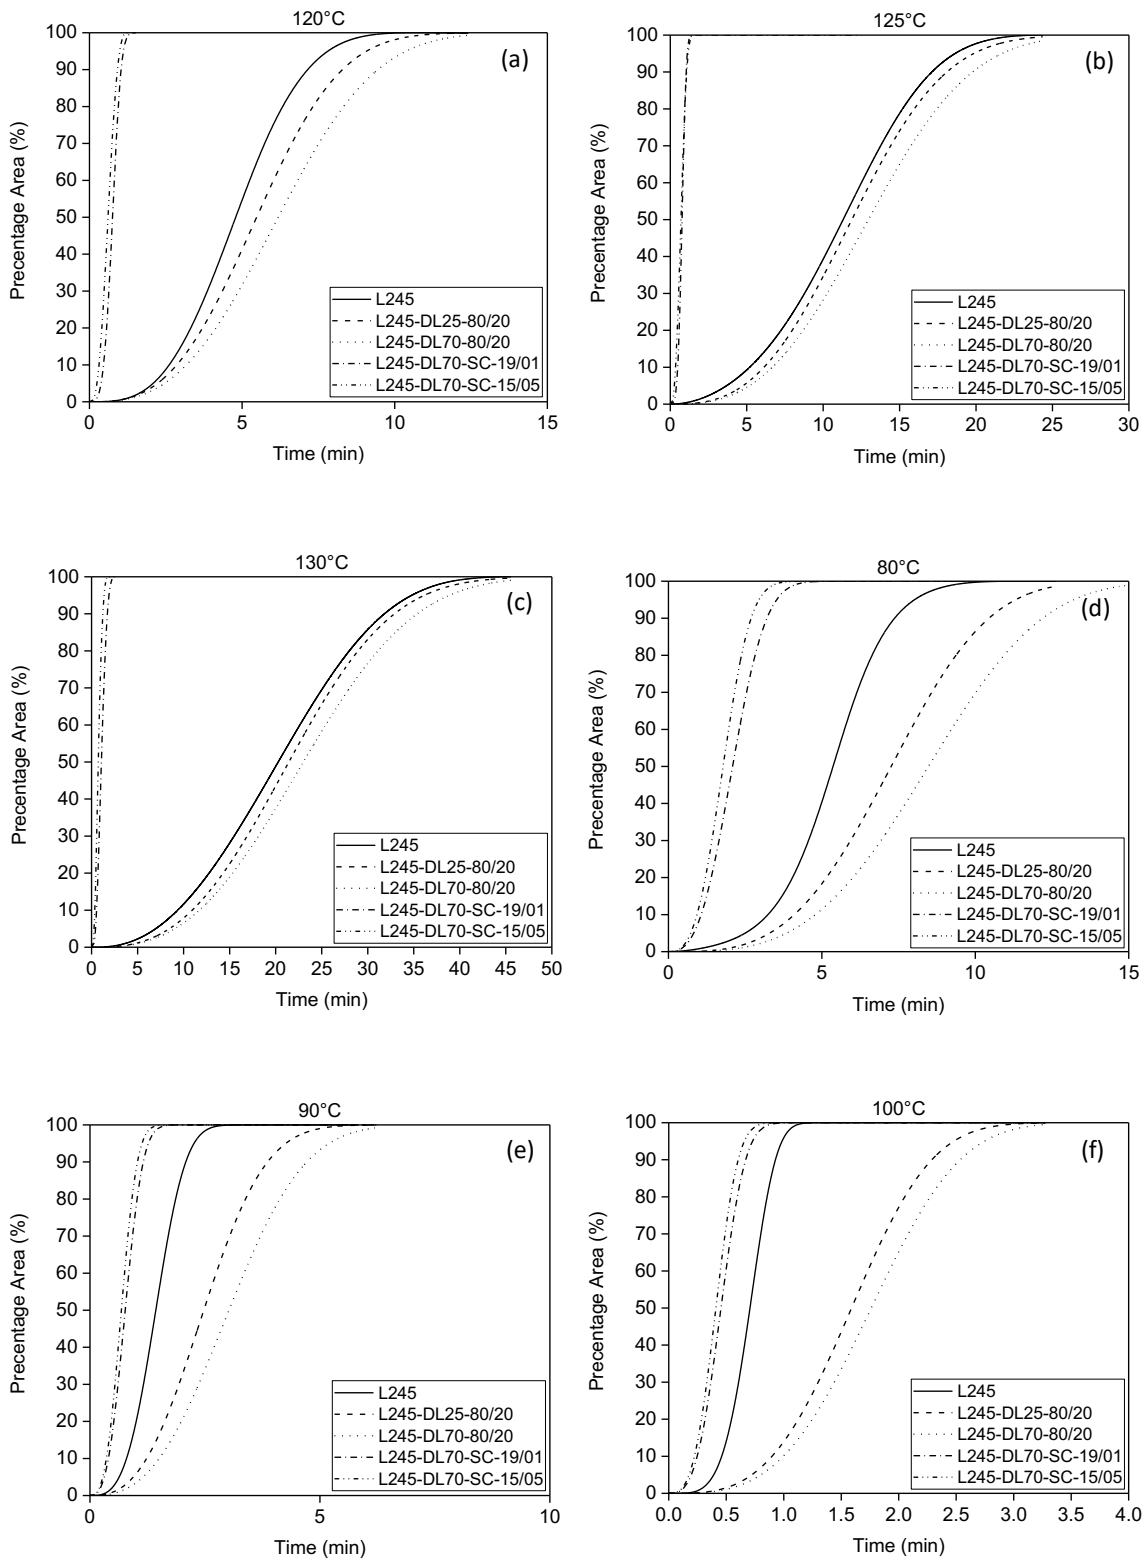 120°C
(a)
100
90
80
70
60
50
40
30
20
10
0
Precentage Area (%)
L245
L245-DL25-80/20
L245-DL70-80/20
L245-DL70-SC-19/01
L245-DL70-SC-15/05
0 5 10 15
Time (min)
125°C
(b)
100
90
80
70
60
50
40
30
20
10
0
Precentage Area (%)
L245
L245-DL25-80/20
L245-DL70-80/20
L245-DL70-SC-19/01
L245-DL70-SC-15/05
0 5 10 15 20 25 30
Time (min)
130°C
(c)
100
90
80
70
60
50
40
30
20
10
0
Precentage Area (%)
L245
L245-DL25-80/20
L245-DL70-80/20
L245-DL70-SC-19/01
L245-DL70-SC-15/05
0 5 10 15 20 25 30 35 40 45 50
Time (min)
80°C
(d)
100
90
80
70
60
50
40
30
20
10
0
Precentage Area (%)
L245
L245-DL25-80/20
L245-DL70-80/20
L245-DL70-SC-19/01
L245-DL70-SC-15/05
0 5 10 15
Time (min)
90°C
(e)
100
90
80
70
60
50
40
30
20
10
0
Precentage Area (%)
L245
L245-DL25-80/20
L245-DL70-80/20
L245-DL70-SC-19/01
L245-DL70-SC-15/05
0 5 10
Time (min)
100°C
(f)
100
90
80
70
60
50
40
30
20
10
0
Precentage Area (%)
L245
L245-DL25-80/20
L245-DL70-80/20
L245-DL70-SC-19/01
L245-DL70-SC-15/05
0.0 0.5 1.0 1.5 2.0 2.5 3.0 3.5 4.0
Time (min)